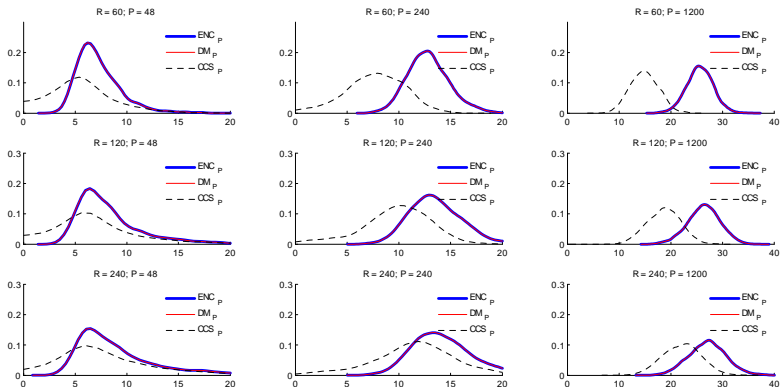 R = 60; P = 48
0.2
0.1
0
0 5 10 15 20
ENC P
DM P
CCS P
R = 60; P = 240
0.2
0.1
0
0 5 10 15 20
ENC P
DM P
CCS P
R = 60; P = 1200
0.2
0.1
0
0 10 20 30 40
ENC P
DM P
CCS P
R = 120; P = 48
0.3
0.2
0.1
0
0 5 10 15 20
ENC P
DM P
CCS P
R = 120; P = 240
0.3
0.2
0.1
0
0 5 10 15 20
ENC P
DM P
CCS P
R = 120; P = 1200
0.3
0.2
0.1
0
0 10 20 30 40
ENC P
DM P
CCS P
R = 240; P = 48
0.3
0.2
0.1
0
0 5 10 15 20
ENC P
DM P
CCS P
R = 240; P = 240
0.3
0.2
0.1
0
0 5 10 15 20
ENC P
DM P
CCS P
R = 240; P = 1200
0.3
0.2
0.1
0
0 10 20 30 40
ENC P
DM P
CCS P